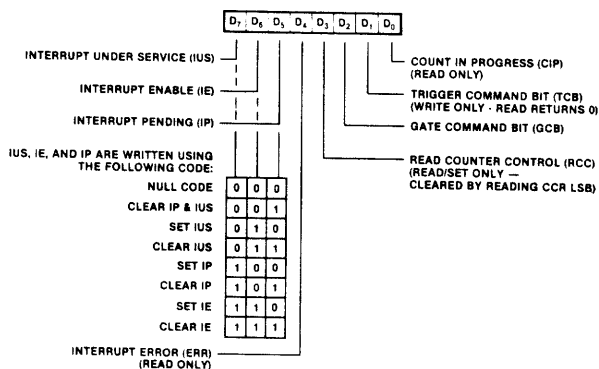 D7 D6 D5 D4 D3 D2 D1 D0
INTERRUPT UNDER SERVICE (IUS)
INTERRUPT ENABLE (IE)
INTERRUPT PENDING (IP)
IUS, IE, AND IP ARE WRITTEN USING
THE FOLLOWING CODE:
NULL CODE 0 0 0
CLEAR IP & IUS 0 0 1
SET IUS 0 1 0
CLEAR IUS 0 1 1
SET IP 1 0 0
CLEAR IP 1 0 1
SET IE 1 1 0
CLEAR IE 1 1 1
INTERRUPT ERROR (ERR)
(READ ONLY)
COUNT IN PROGRESS (CIP)
(READ ONLY)
TRIGGER COMMAND BIT (TCB)
(WRITE ONLY · READ RETURNS 0)
GATE COMMAND BIT (GCB)
READ COUNTER CONTROL (RCC)
(READ/SET ONLY —
CLEARED BY READING CCR LSB)